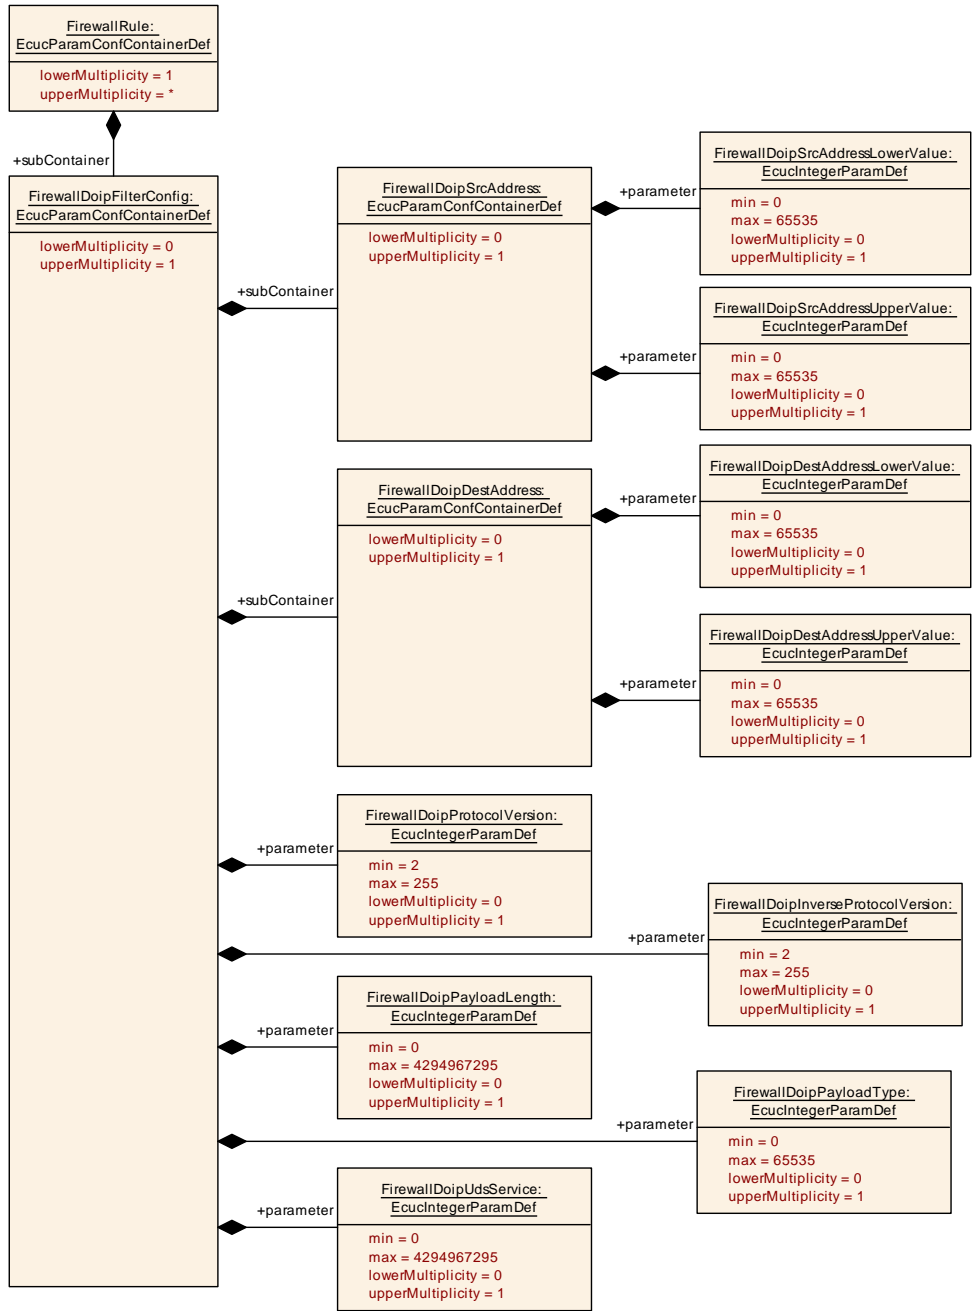 FirewallRule:
EcucParamConfContainerDef
lowerMultiplicity = 1
upperMultiplicity = *
+subContainer
FirewallDoipFilterConfig:
EcucParamConfContainerDef
lowerMultiplicity = 0
upperMultiplicity = 1
+subContainer
FirewallDoipSrcAddress:
EcucParamConfContainerDef
lowerMultiplicity = 0
upperMultiplicity = 1
+parameter
FirewallDoipSrcAddressLowerValue:
EcucIntegerParamDef
min = 0
max = 65535
lowerMultiplicity = 0
upperMultiplicity = 1
+parameter
FirewallDoipSrcAddressUpperValue:
EcucIntegerParamDef
min = 0
max = 65535
lowerMultiplicity = 0
upperMultiplicity = 1
+subContainer
FirewallDoipDestAddress:
EcucParamConfContainerDef
lowerMultiplicity = 0
upperMultiplicity = 1
+parameter
FirewallDoipDestAddressLowerValue:
EcucIntegerParamDef
min = 0
max = 65535
lowerMultiplicity = 0
upperMultiplicity = 1
+parameter
FirewallDoipDestAddressUpperValue:
EcucIntegerParamDef
min = 0
max = 65535
lowerMultiplicity = 0
upperMultiplicity = 1
+parameter
FirewallDoipProtocolVersion:
EcucIntegerParamDef
min = 2
max = 255
lowerMultiplicity = 0
upperMultiplicity = 1
+parameter
FirewallDoipInverseProtocolVersion:
EcucIntegerParamDef
min = 2
max = 255
lowerMultiplicity = 0
upperMultiplicity = 1
+parameter
FirewallDoipPayloadLength:
EcucIntegerParamDef
min = 0
max = 4294967295
lowerMultiplicity = 0
upperMultiplicity = 1
+parameter
FirewallDoipPayloadType:
EcucIntegerParamDef
min = 0
max = 65535
lowerMultiplicity = 0
upperMultiplicity = 1
+parameter
FirewallDoipUdsService:
EcucIntegerParamDef
min = 0
max = 4294967295
lowerMultiplicity = 0
upperMultiplicity = 1